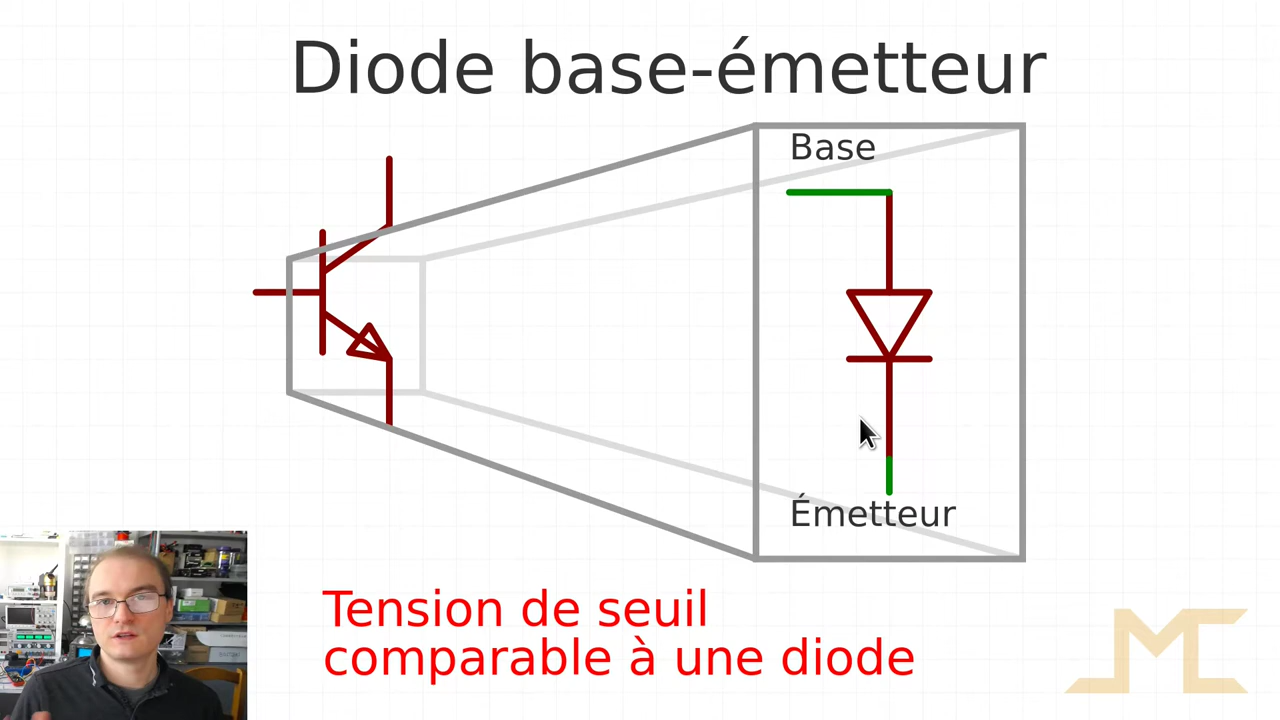 Diode base-émetteur
Base
Émetteur
Tension de seuil
comparable à une diode